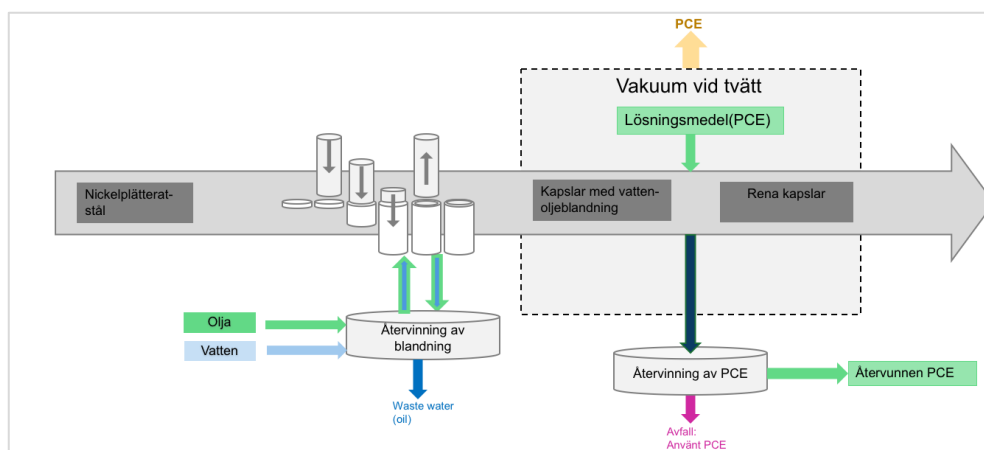 PCE
Vakuum vid tvätt
Lösningsmedel(PCE)
Nickelplätterat-
stål
Kapslar med vatten-
oljeblandning
Rena kapslar
Olja
Vatten
Återvinning av
blandning
Återvinning av PCE
Återvunnen PCE
Waste water
(oil)
Avfall:
Använt PCE